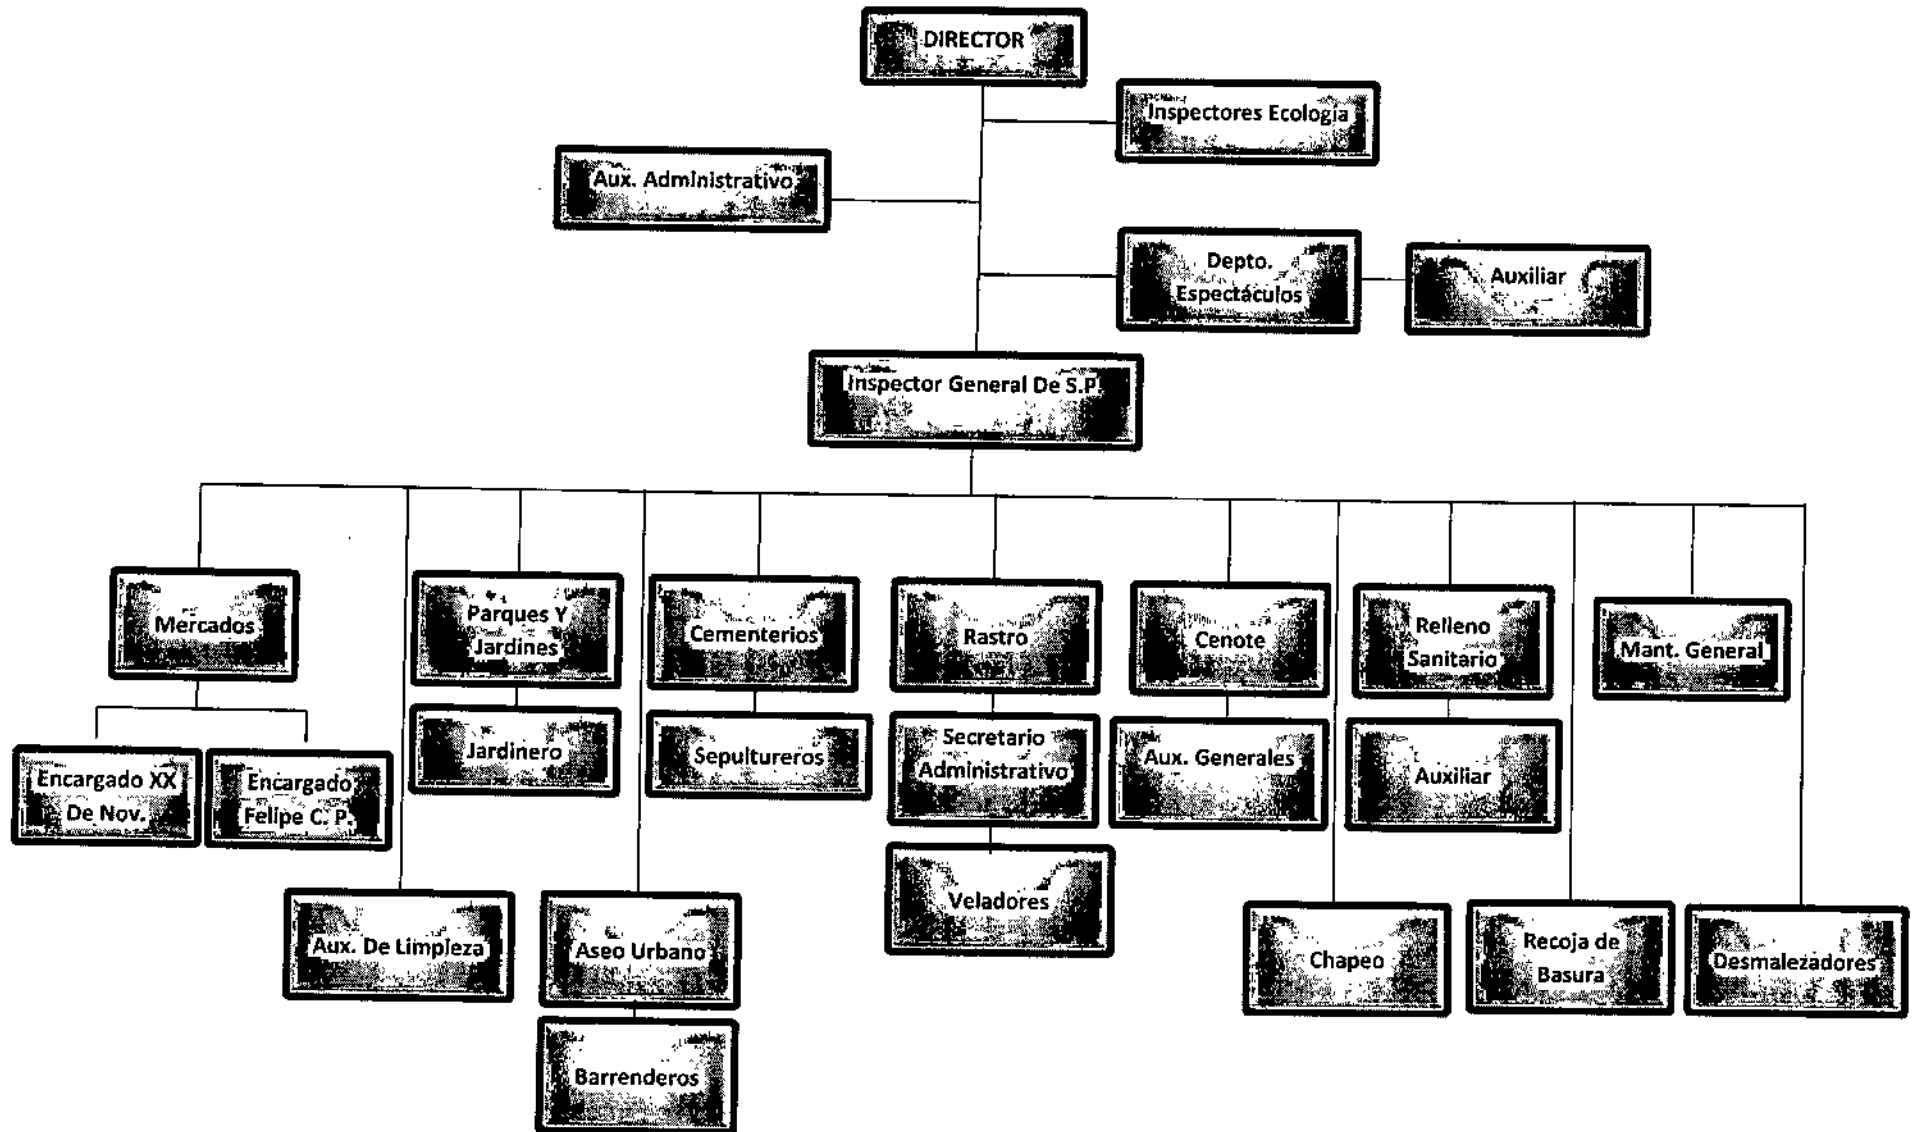 DIRECTOR
Inspectores Ecología
Aux. Administrativo
Depto.
Espectáculos
Auxiliar
Inspector General De S.P.
Mercados
Parques Y
Jardines
Cementerios
Rastro
Cenote
Relleno
Sanitario
Mant. General
Encargado XX
De Nov.
Encargado
Felipe C. P.
Jardinero
Sepultureros
Secretario
Administrativo
Aux. Generales
Auxiliar
Veladores
Aux. De Limpieza
Aseo Urbano
Chapeo
Recoja de
Basura
Desmalezadores
Barrenderos